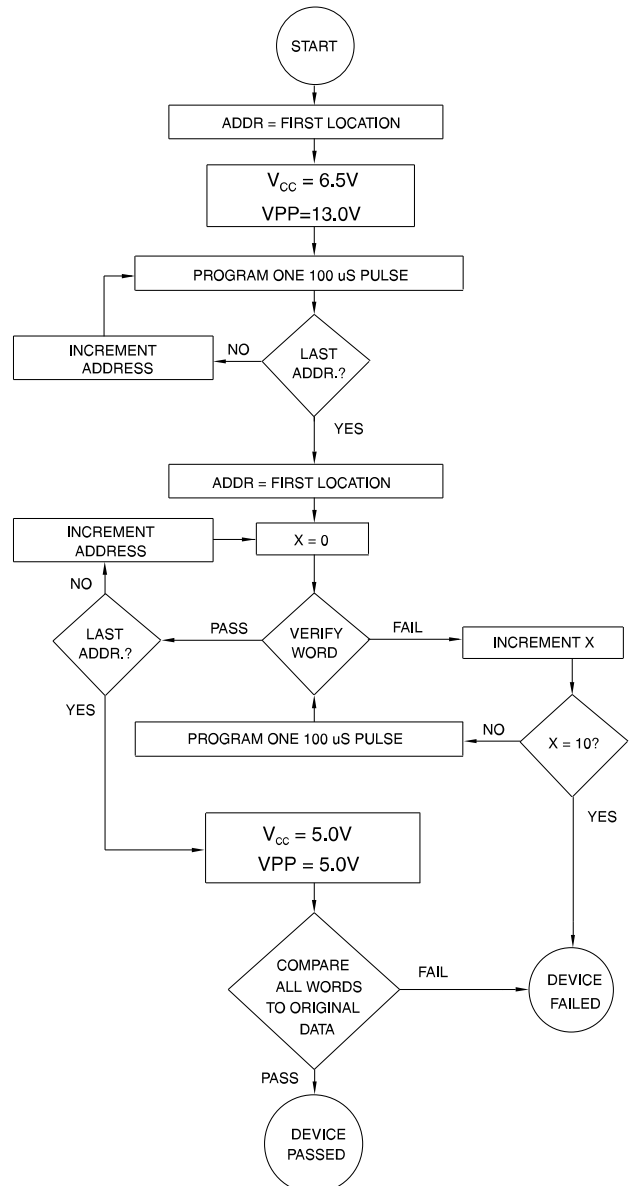 START
ADDR = FIRST LOCATION
VCC = 6.5V
VPP=13.0V
PROGRAM ONE 100 uS PULSE
INCREMENT
ADDRESS
NO
LAST
ADDR.?
YES
ADDR = FIRST LOCATION
INCREMENT
ADDRESS
X = 0
NO
LAST
ADDR.?
PASS
VERIFY
WORD
FAIL
INCREMENT X
YES
PROGRAM ONE 100 uS PULSE
NO
X = 10?
YES
VCC = 5.0V
VPP = 5.0V
COMPARE
ALL WORDS
TO ORIGINAL
DATA
FAIL
DEVICE
FAILED
PASS
DEVICE
PASSED